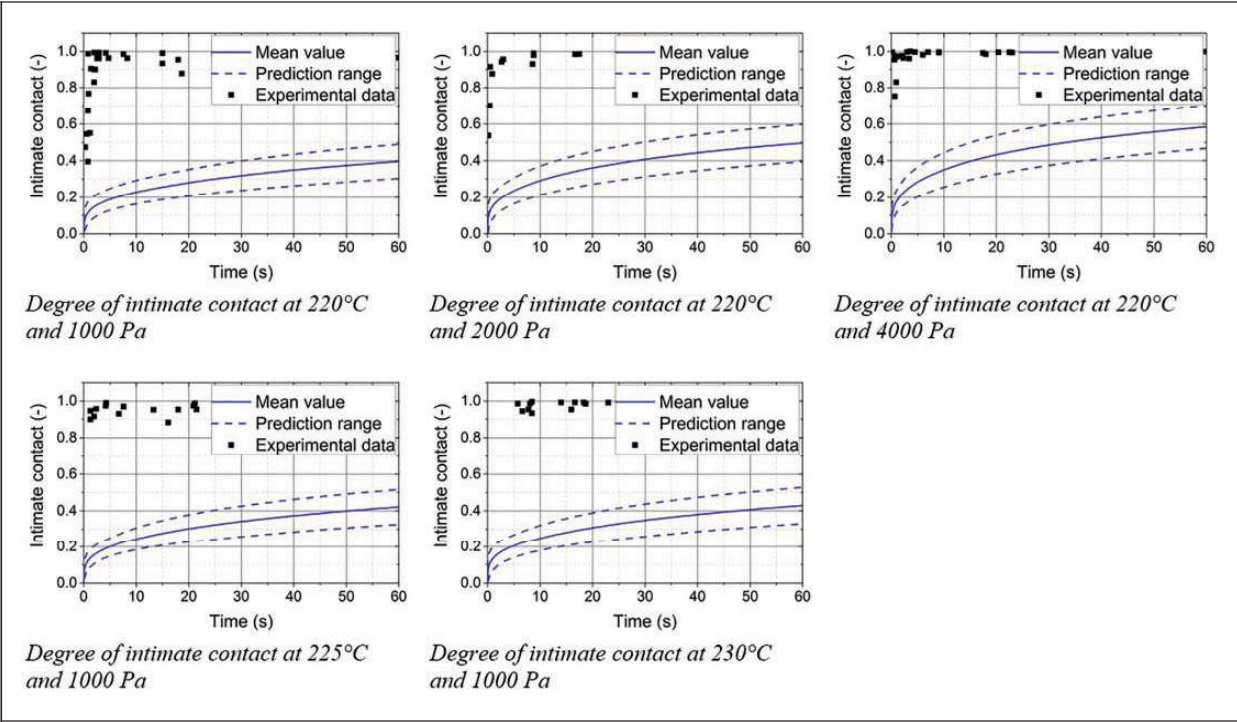 Intimate contact (-)
1.0
0.8
0.6
0.4
0.2
0.0
Mean value
Prediction range
Experimental data
0 10 20 30 40 50 60
Time (s)
Degree of intimate contact at 220°C
and 1000 Pa
Intimate contact (-)
1.0
0.8
0.6
0.4
0.2
0.0
Mean value
Prediction range
Experimental data
0 10 20 30 40 50 60
Time (s)
Degree of intimate contact at 220°C
and 2000 Pa
Intimate contact (-)
1.0
0.8
0.6
0.4
0.2
0.0
Mean value
Prediction range
Experimental data
0 10 20 30 40 50 60
Time (s)
Degree of intimate contact at 220°C
and 4000 Pa
Intimate contact (-)
1.0
0.8
0.6
0.4
0.2
0.0
Mean value
Prediction range
Experimental data
0 10 20 30 40 50 60
Time (s)
Degree of intimate contact at 225°C
and 1000 Pa
Intimate contact (-)
1.0
0.8
0.6
0.4
0.2
0.0
Mean value
Prediction range
Experimental data
0 10 20 30 40 50 60
Time (s)
Degree of intimate contact at 230°C
and 1000 Pa